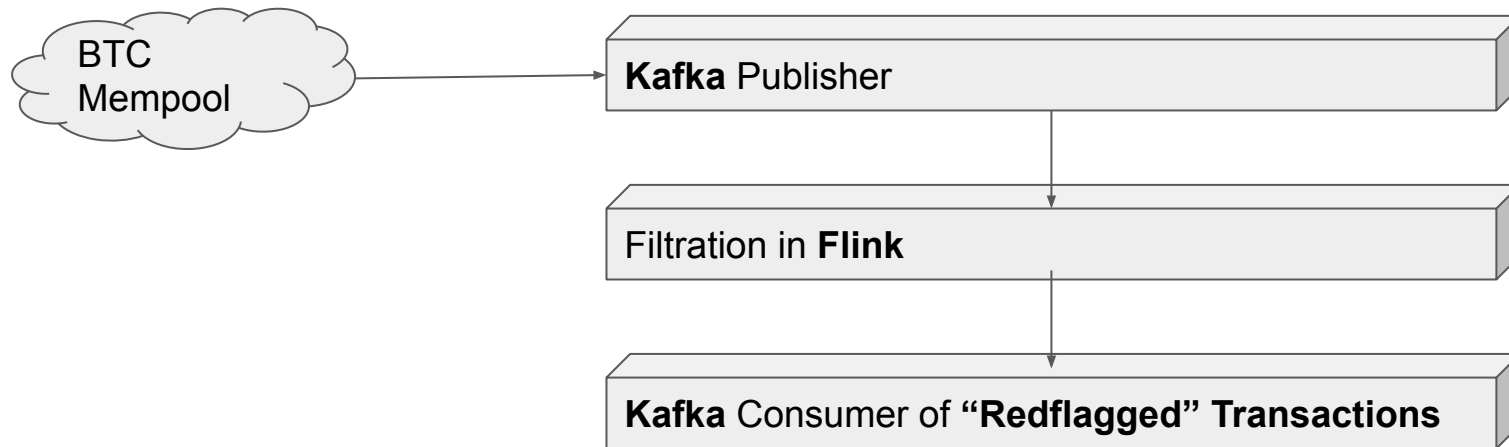 BTC
Mempool
Kafka Publisher
Filtration in Flink
Kafka Consumer of “Redflagged” Transactions